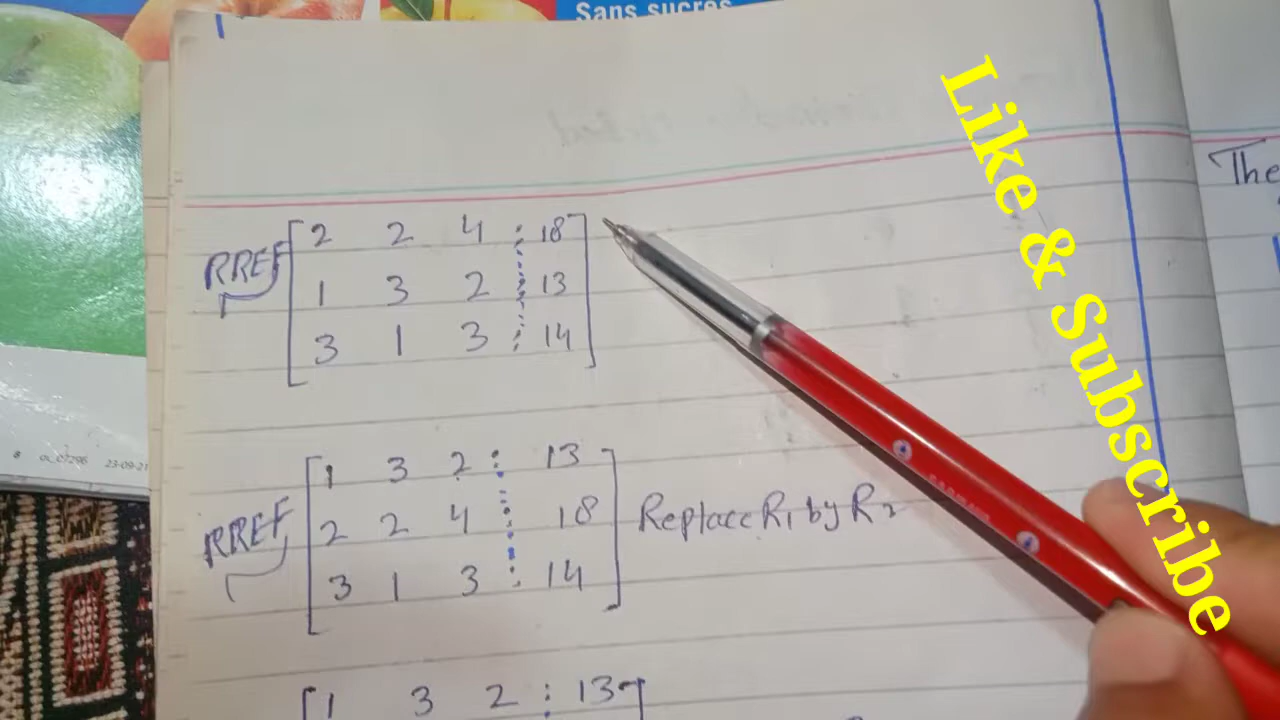 Sans sucres
RREF
2 2 4 : 18
1 3 2 : 13
3 1 3 : 14
RREF
1 3 2 : 13
2 2 4 : 18
3 1 3 : 14
Replace R₁ by R₂
1 3 2 : 13
The
Like & Subscribe